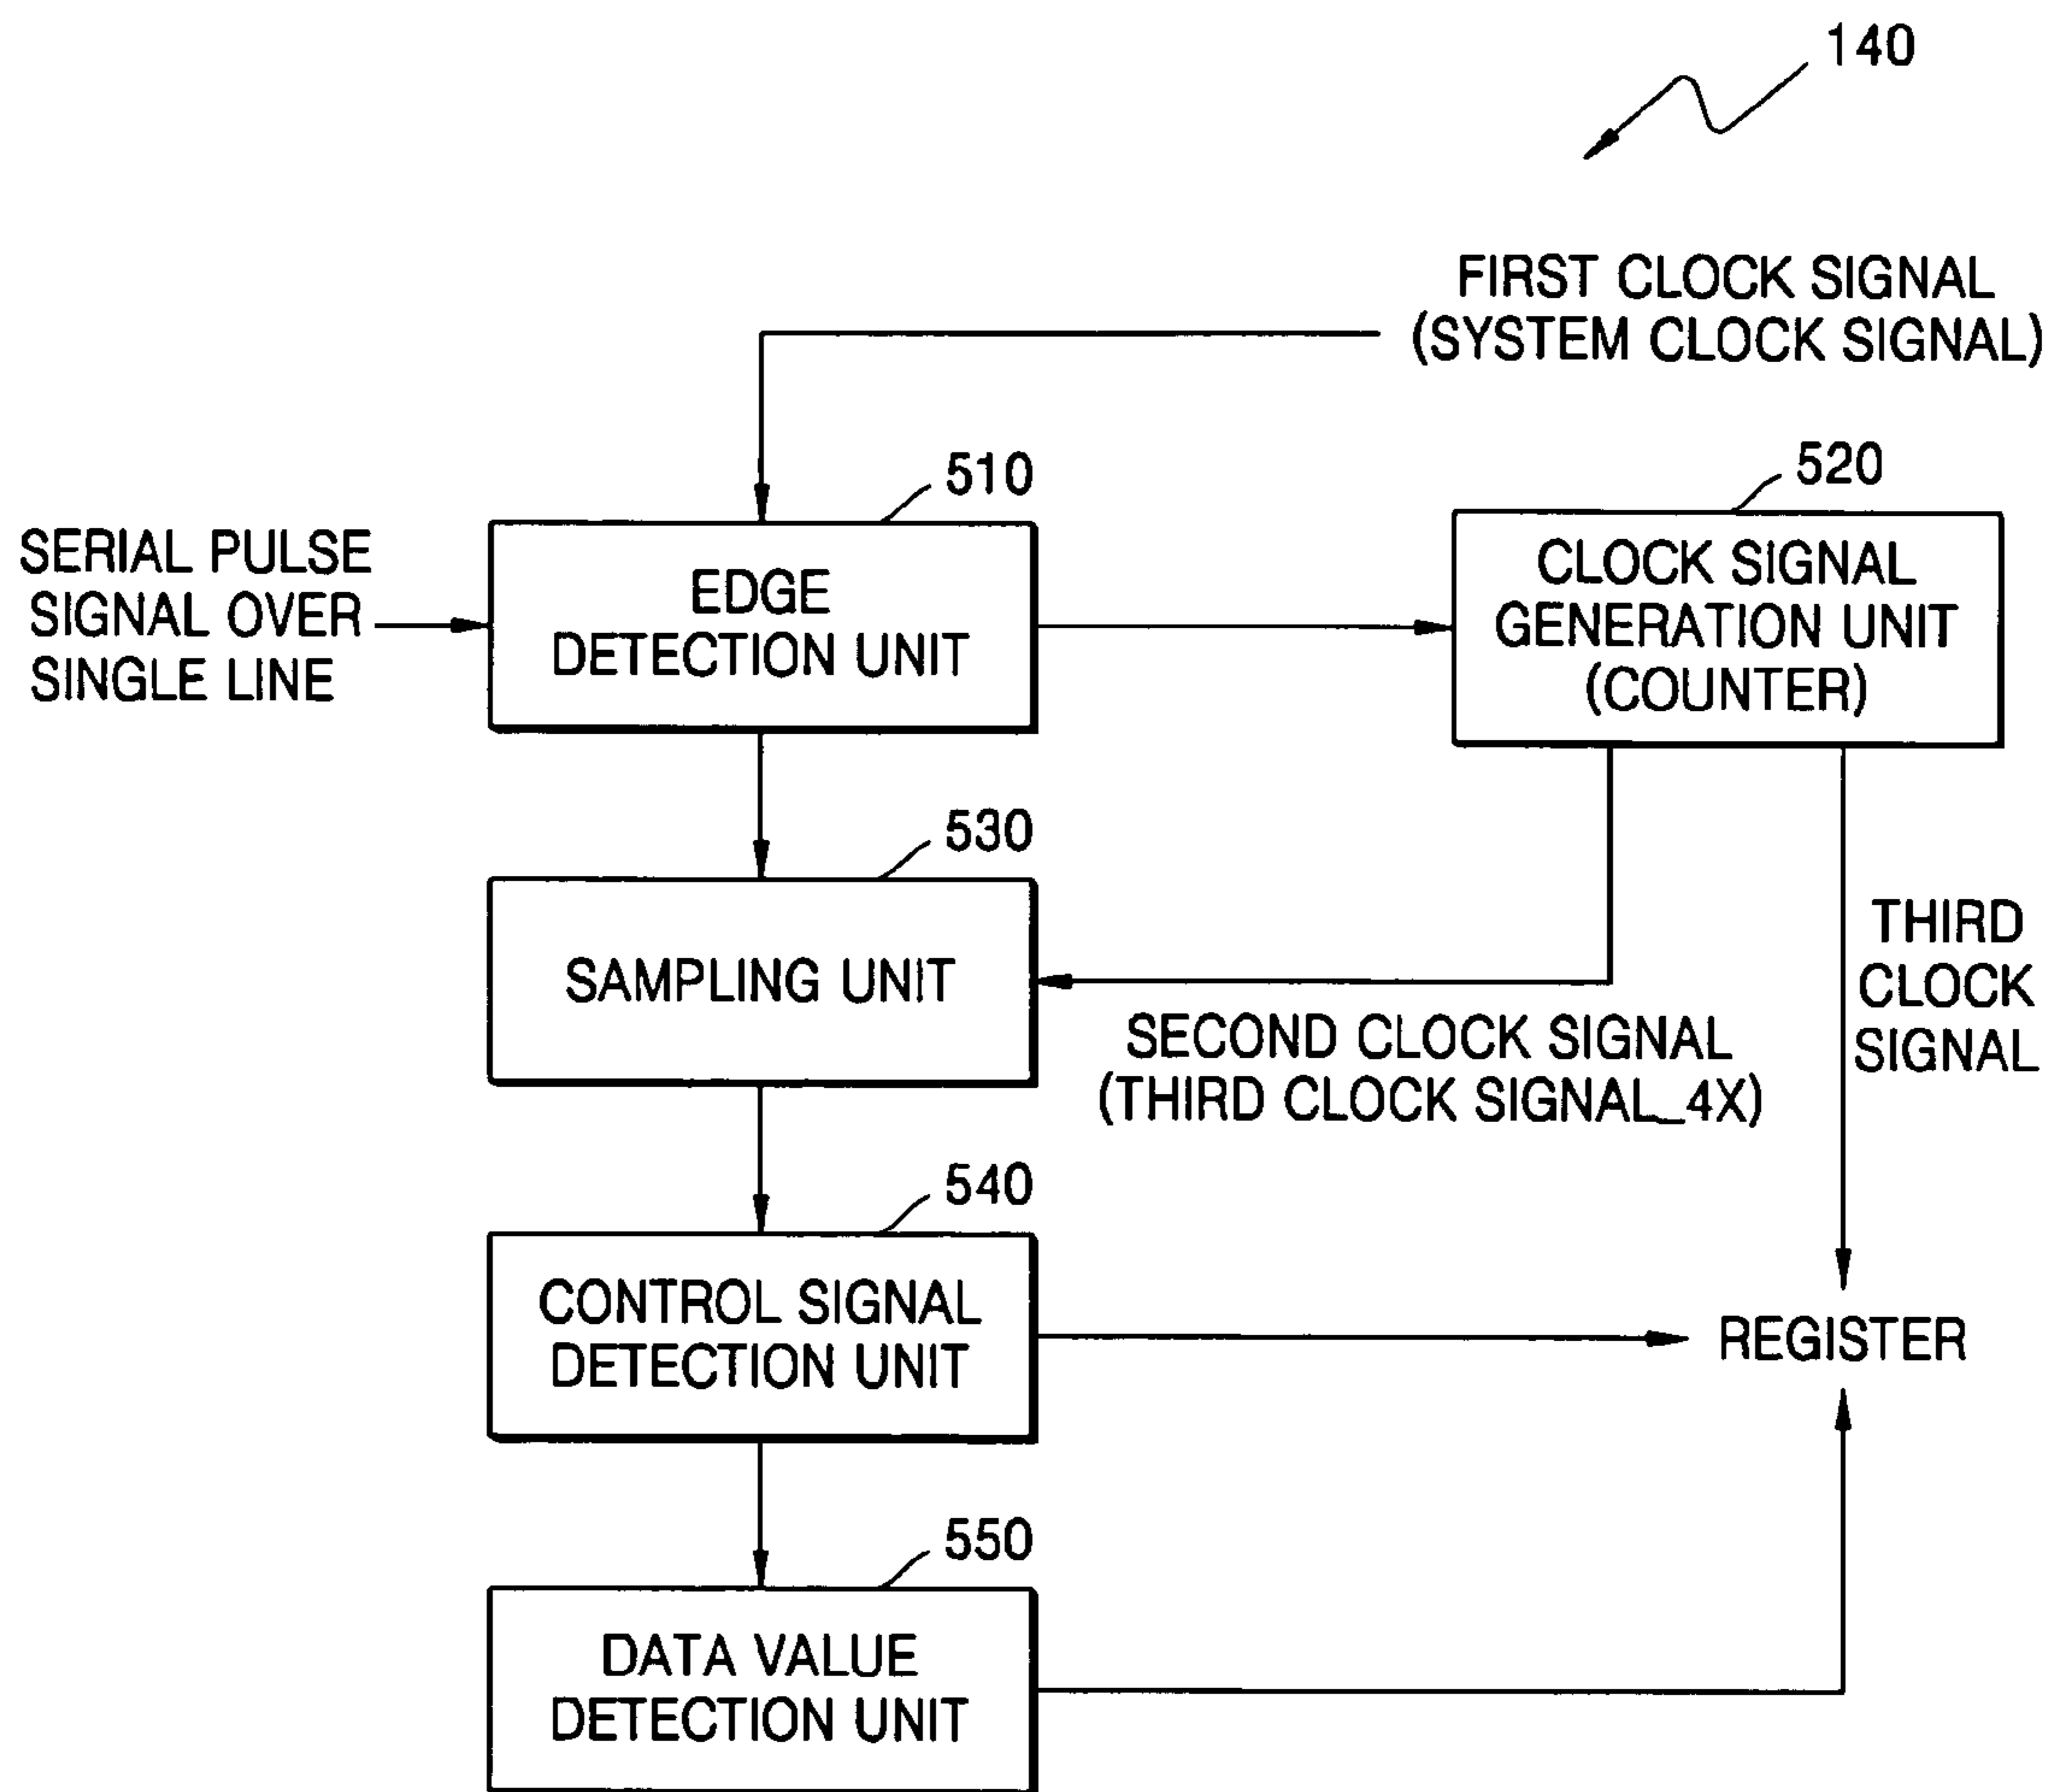 140
FIRST CLOCK SIGNAL
(SYSTEM CLOCK SIGNAL)
510
520
SERIAL PULSE
SIGNAL OVER
SINGLE LINE
EDGE
DETECTION UNIT
CLOCK SIGNAL
GENERATION UNIT
(COUNTER)
530
SAMPLING UNIT
THIRD
CLOCK
SIGNAL
SECOND CLOCK SIGNAL
(THIRD CLOCK SIGNAL_4X)
540
CONTROL SIGNAL
DETECTION UNIT
REGISTER
550
DATA VALUE
DETECTION UNIT